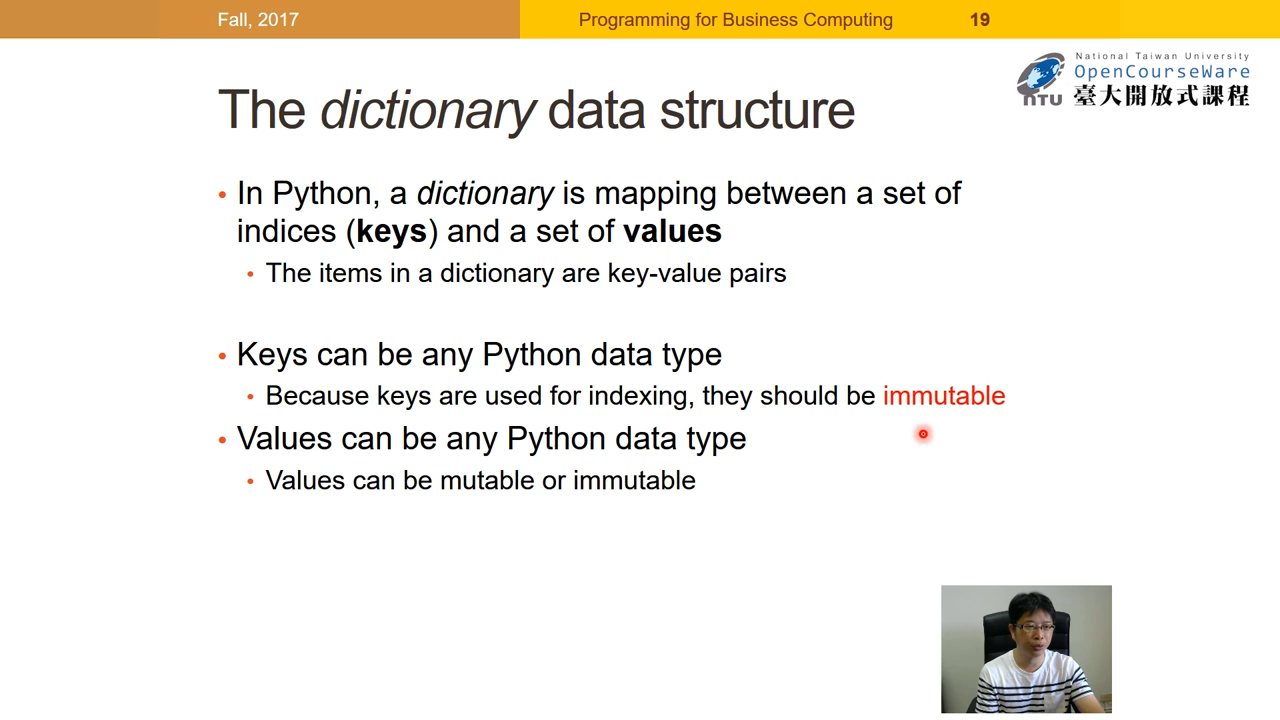 Fall, 2017
Programming for Business Computing
19
National Taiwan University
OpenCourseWare
NTU
臺大開放式課程
The dictionary data structure
• In Python, a dictionary is mapping between a set of
indices (keys) and a set of values
• The items in a dictionary are key-value pairs
• Keys can be any Python data type
• Because keys are used for indexing, they should be immutable
• Values can be any Python data type
• Values can be mutable or immutable